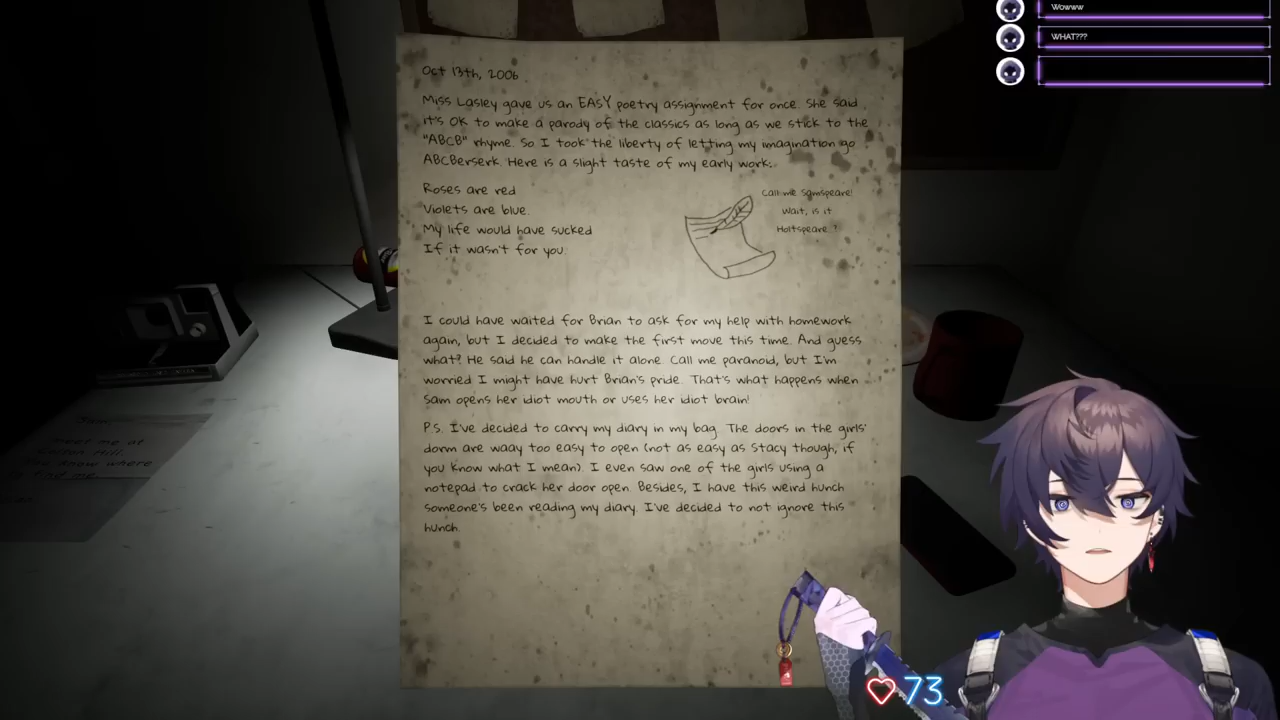 Wowww
WHAT???
Oct 13th, 2006
Miss Lasley gave us an EASY poetry assignment for once. She said
it's OK to make a parody of the classics as long as we stick to the
"ABCB" rhyme. So I took the liberty of letting my imagination go
ABCBerserk. Here is a slight taste of my early work:
Roses are red
Violets are blue.
My life would have sucked
If it wasn't for you.
Call me Samspeare!
Wait, is it
Holtspeare ?
I could have waited for Brian to ask for my help with homework
again, but I decided to make the first move this time. And guess
what? He said he can handle it alone. Call me paranoid, but I'm
worried I might have hurt Brian's pride. That's what happens when
Sam opens her idiot mouth or uses her idiot brain!
P.S. I've decided to carry my diary in my bag. The doors in the girls'
dorm are waay too easy to open (not as easy as Stacy though, if
you know what I mean). I even saw one of the girls using a
notepad to crack her door open. Besides, I have this weird hunch
someone's been reading my diary. I've decided to not ignore this
hunch.
meet me at
Mill.
you know where
find me
73